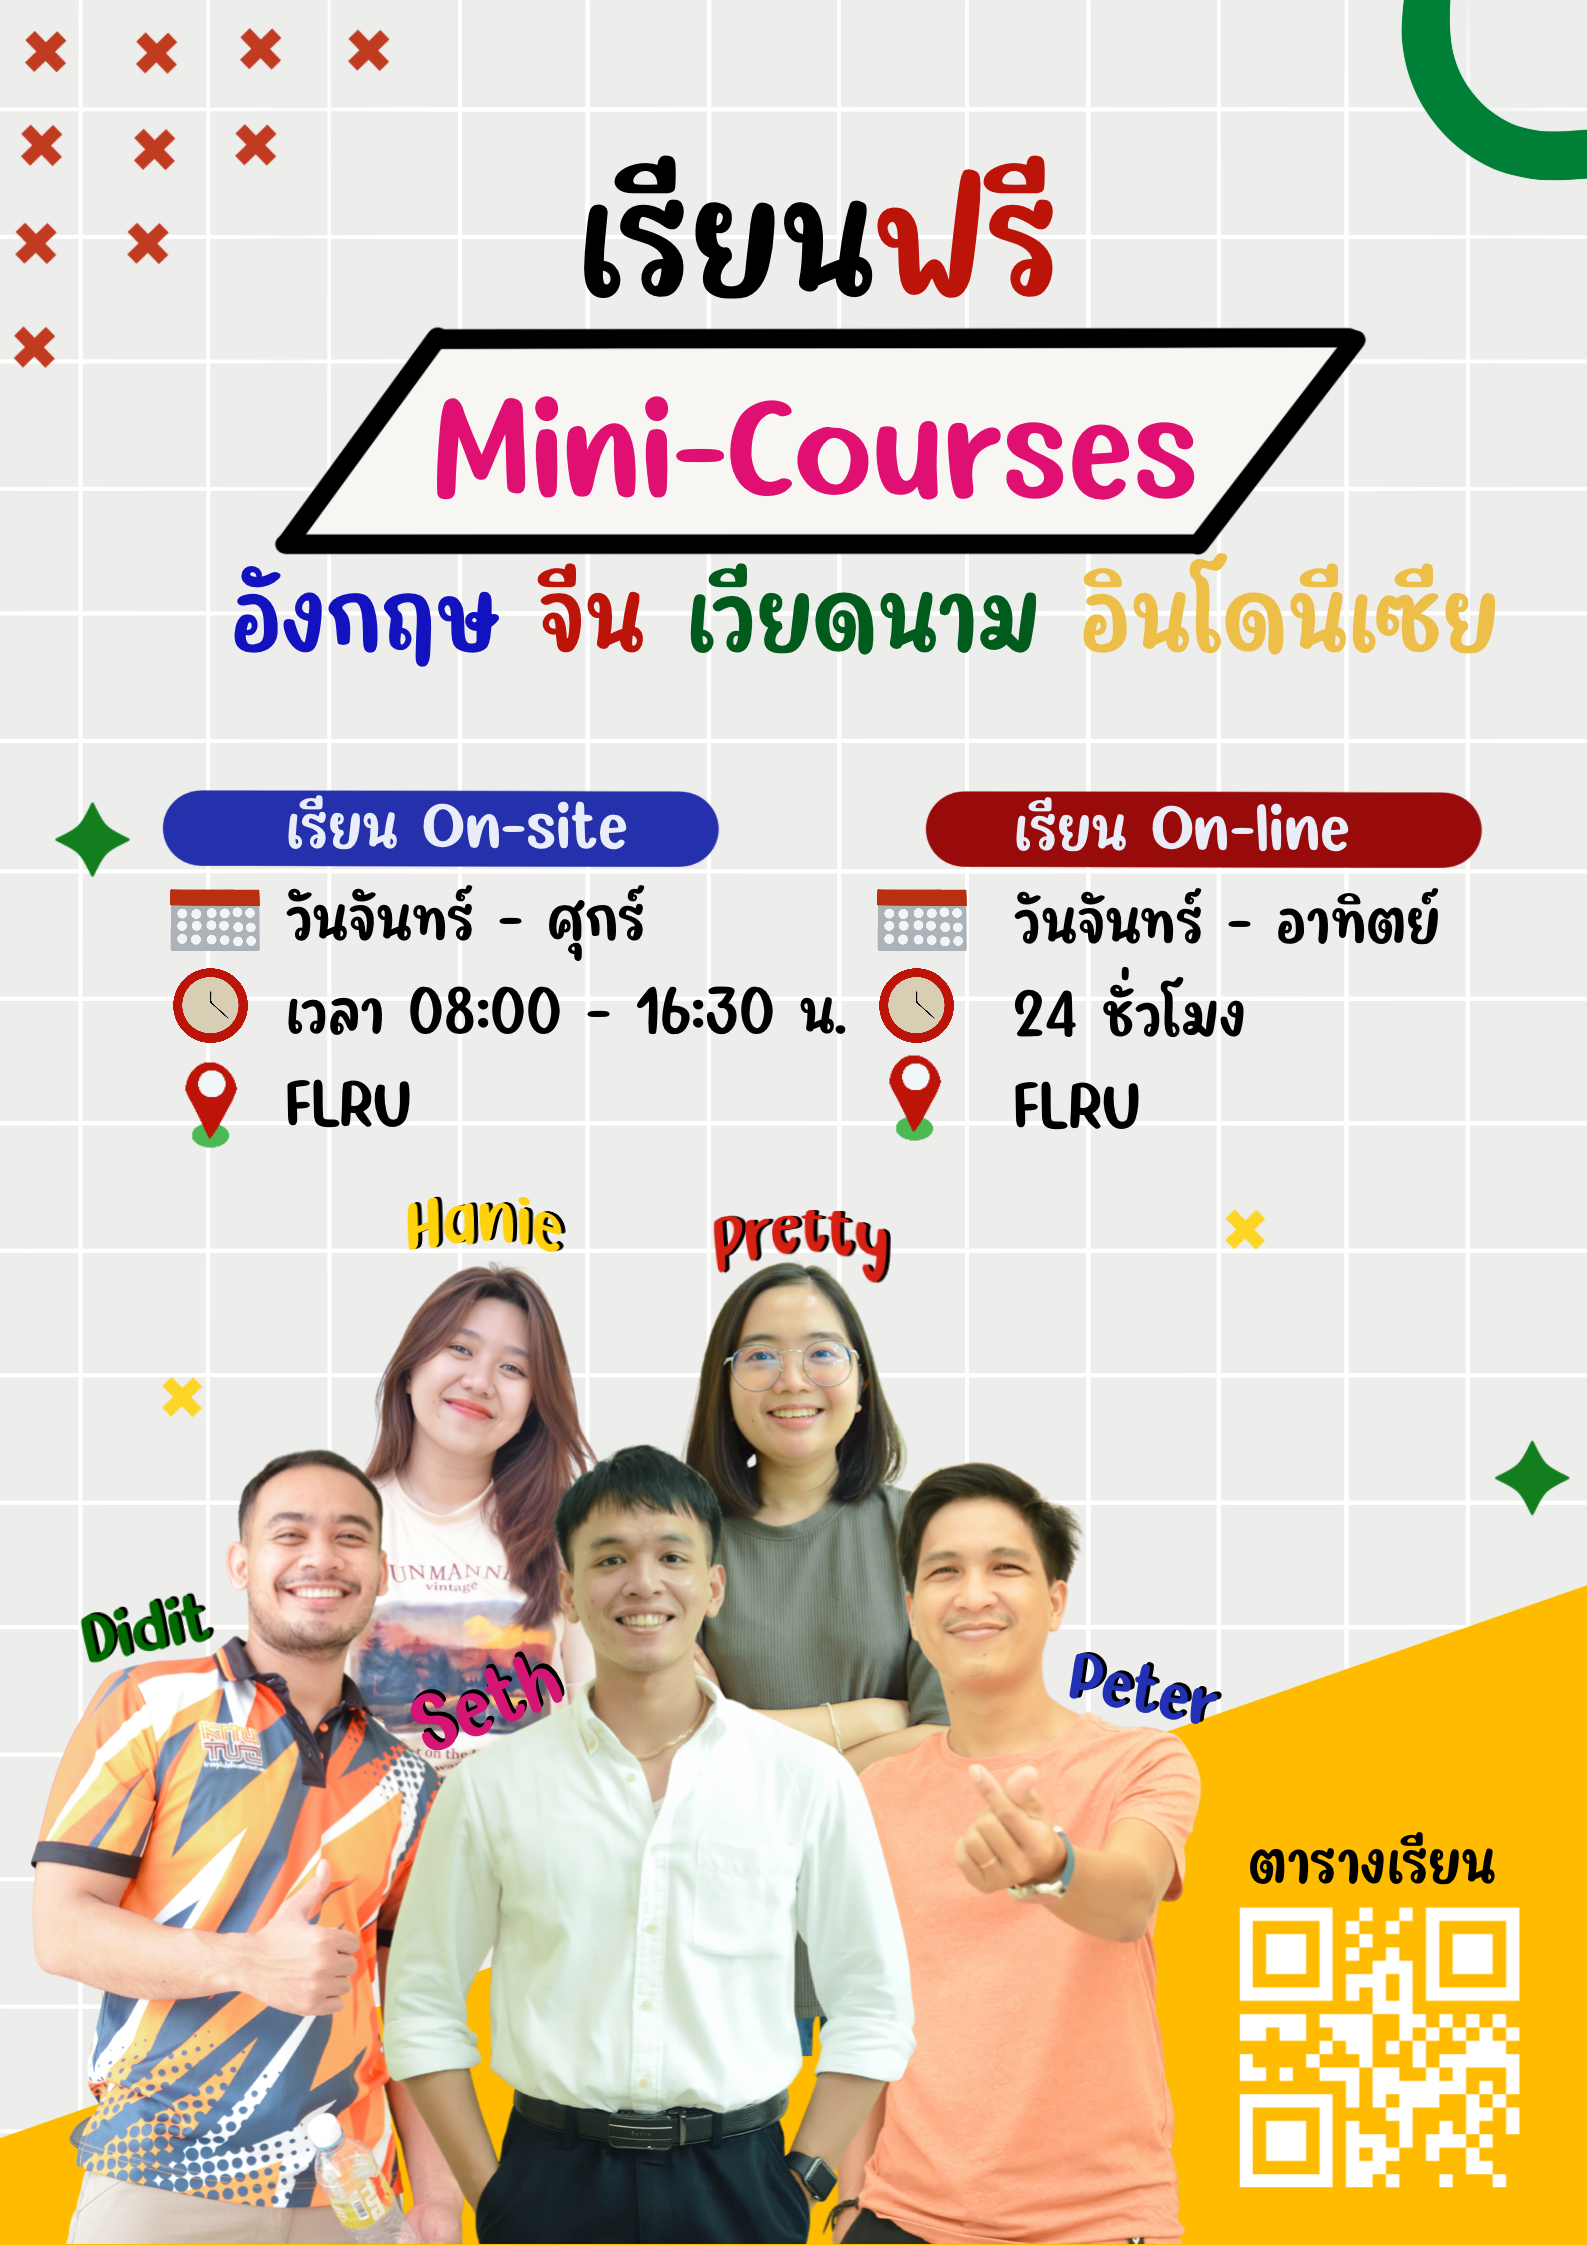 เรียนฟรี
Mini-Courses
อังกฤษ จีน เวียดนาม อินโดนีเซีย
เรียน On-site
วันจันทร์ - ศุกร์
เวลา 08:00 - 16:30 น.
FLRU
เรียน On-line
วันจันทร์ - อาทิตย์
24 ชั่วโมง
FLRU
Hanie
Pretty
vintage
Didit
Seth
on the
Peter
ตารางเรียน